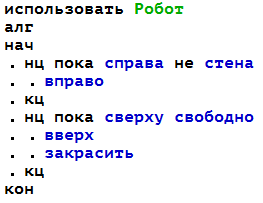 использовать Робот
алг
нач
. нц пока справа не стена
. . вправо
. кц
. нц пока сверху свободно
. . вверх
. . закрасить
. кц
кон